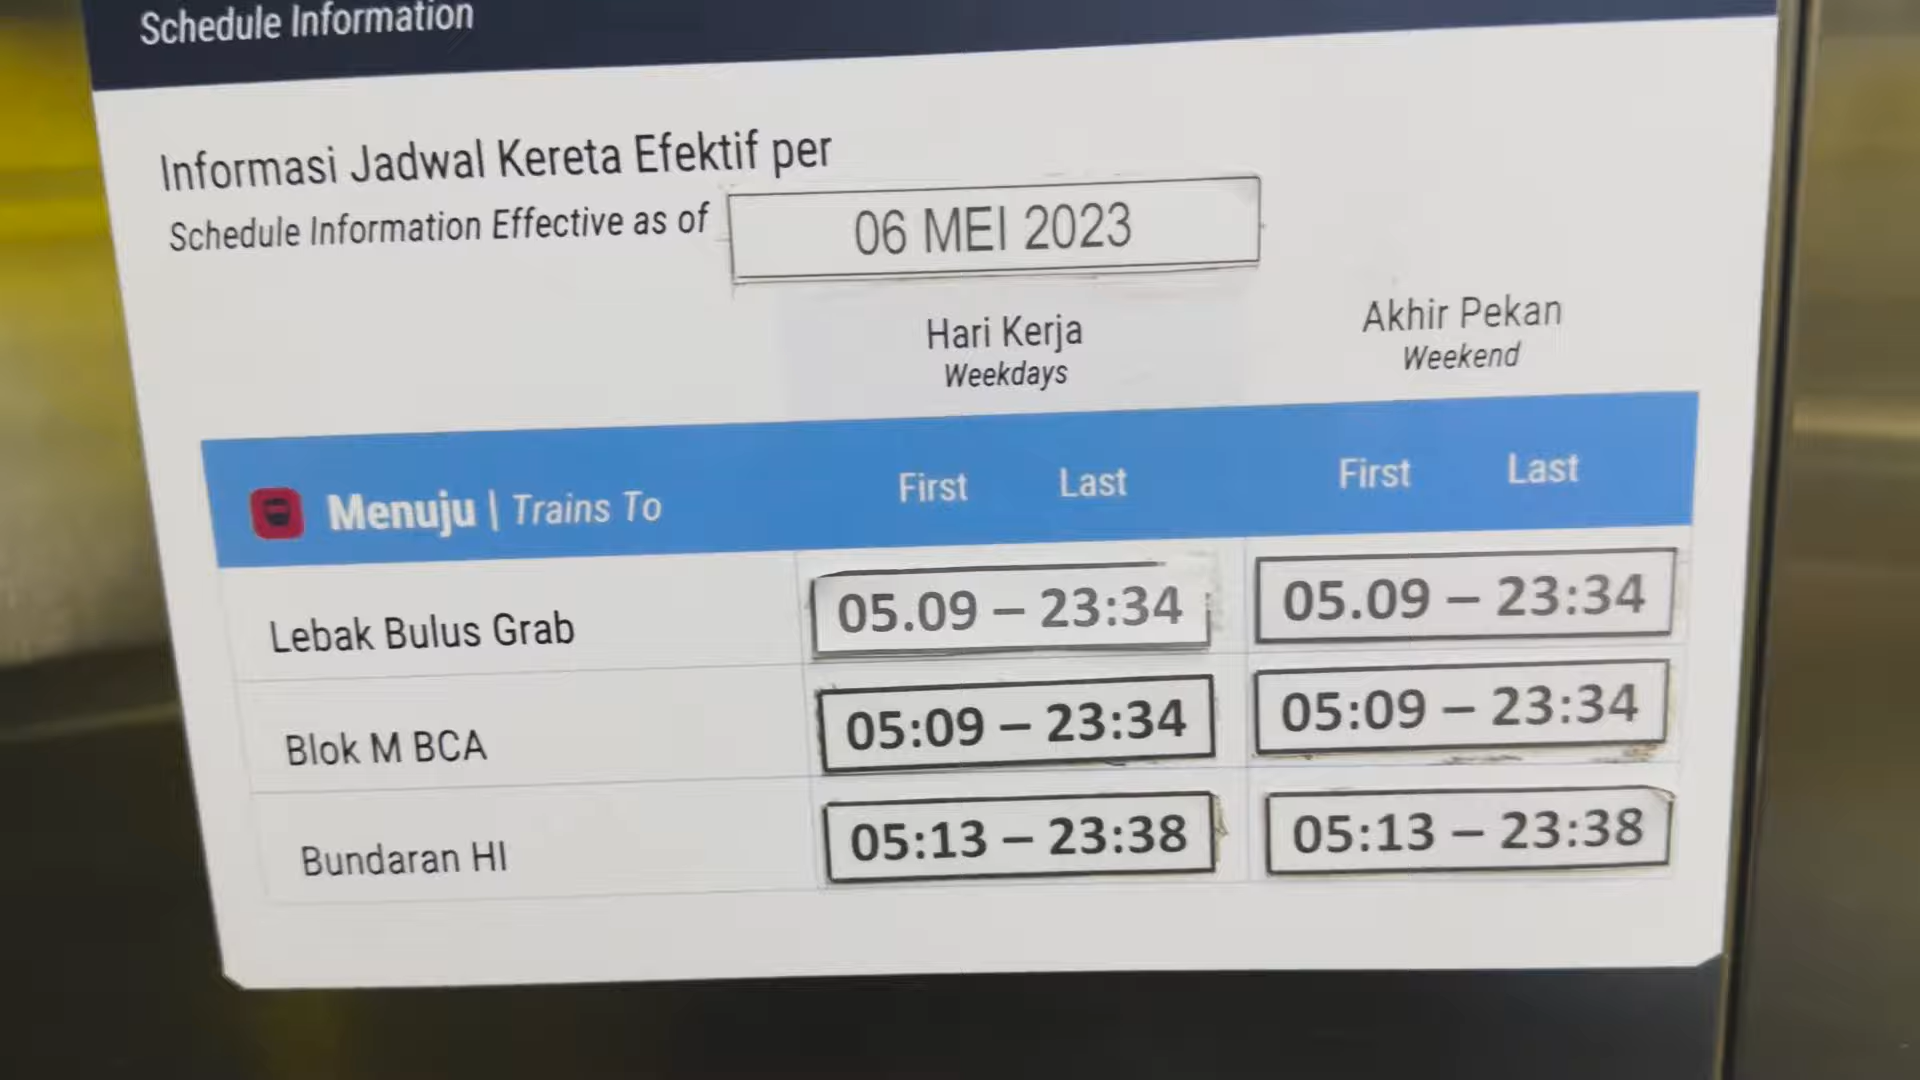 Schedule Information
Informasi Jadwal Kereta Efektif per
Schedule Information Effective as of 06 MEI 2023
Hari Kerja Akhir Pekan
Weekdays Weekend
Menuju | Trains To First Last First Last
Lebak Bulus Grab 05.09 – 23:34 05.09 – 23:34
Blok M BCA 05:09 – 23:34 05:09 – 23:34
Bundaran HI 05:13 – 23:38 05:13 – 23:38